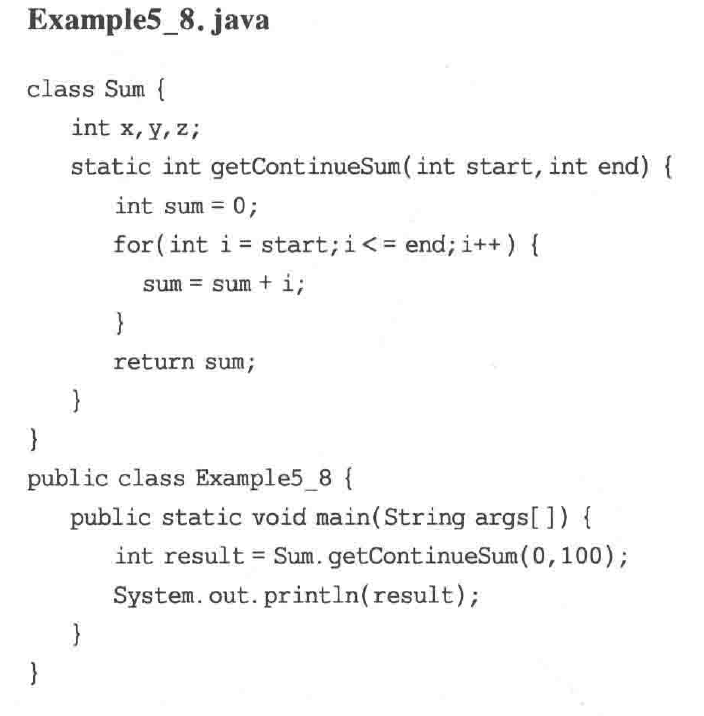 Example5_8.java
class Sum {
int x,y,z;
static int getContinueSum(int start,int end) {
int sum = 0;
for(int i = start;i <= end;i++) {
sum = sum + i;
}
return sum;
}
}
public class Example5_8 {
public static void main(String args[]) {
int result = Sum.getContinueSum(0,100);
System.out.println(result);
}
}